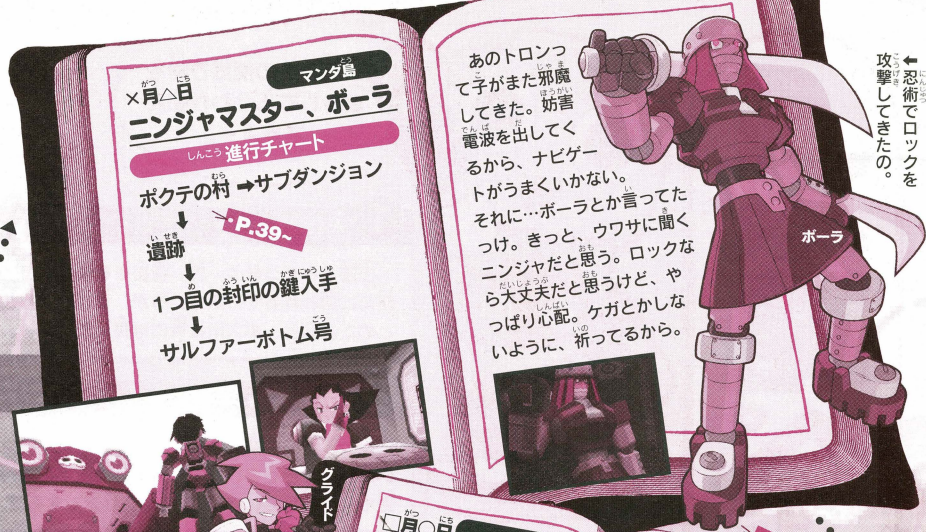 ×月△日
マンダ島
ニンジャマスター、ボーラ
進行チャート
ポクテの村➡サブダンジョン
⬇
P.39~
遺跡
⬇
1つ目の封印の鍵入手
⬇
サルファーボトム号
あのトロンっ
て子がまた邪魔
してきた。妨害
電波を出してく
るから、ナビゲー
トがうまくいかない。
それに…ボーラとか言ってた
っけ。きっと、ウワサに聞く
ニンジャだと思う。ロックな
ら大丈夫だと思うけど、や
っぱり心配。ケガとかしな
いように、祈ってるから。
⬅忍術でロックを
攻撃してきたの。
ボーラ
グライド
□月○日